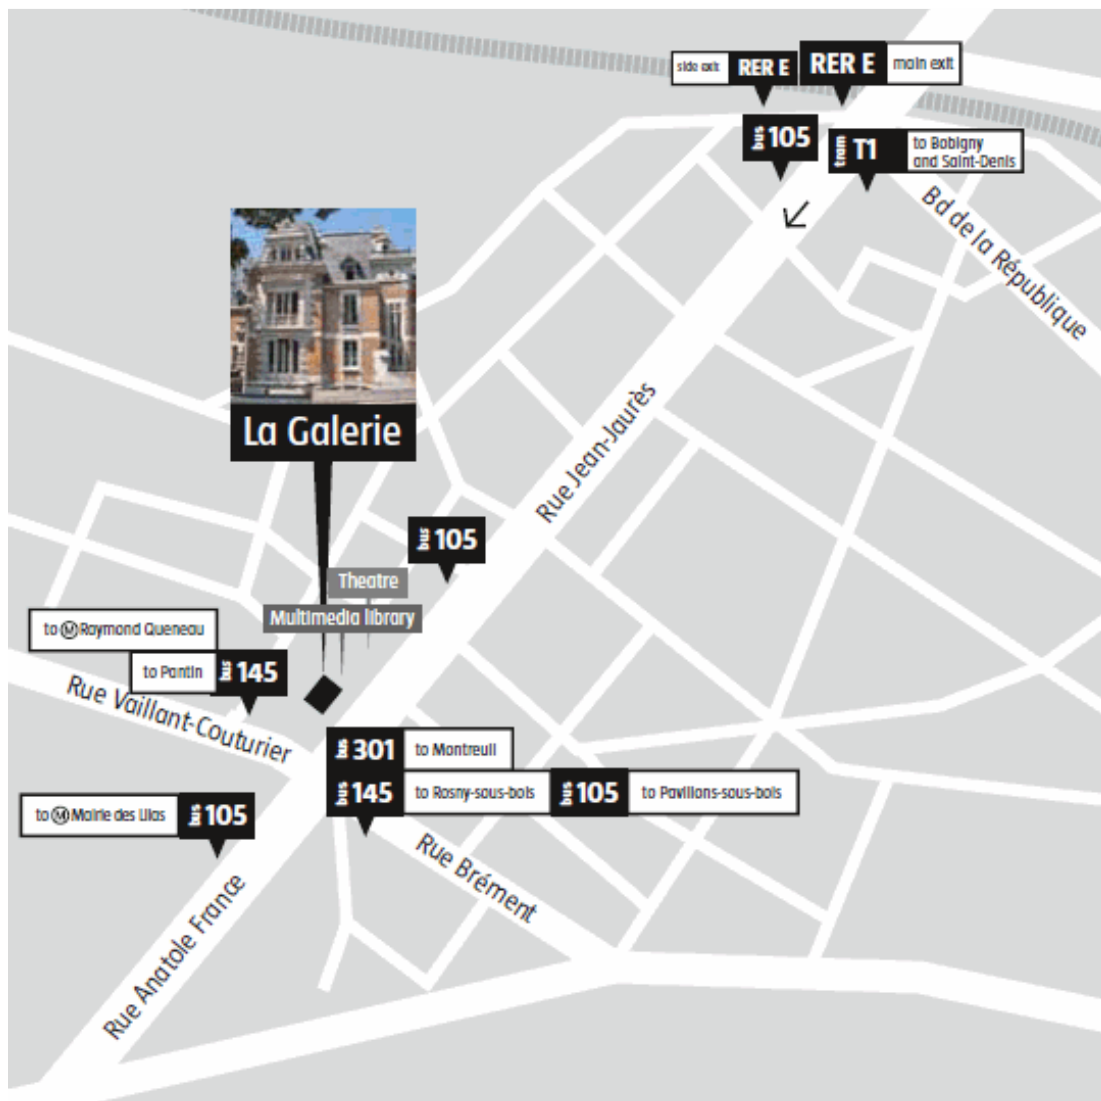 side exit
RER E
RER E
main exit
bus 105
tram T1
to Bobigny
and Saint-Denis
Bd de la République
La Galerie
Rue Jean-Jaurès
bus 105
Theatre
Multimedia library
to M Raymond Queneau
to Pantin
bus 145
Rue Vaillant-Couturier
bus 301
to Montreuil
bus 145
to Rosny-sous-bois
bus 105
to Pavillons-sous-bois
to M Mairie des Lilas
bus 105
Rue Brément
Rue Anatole France